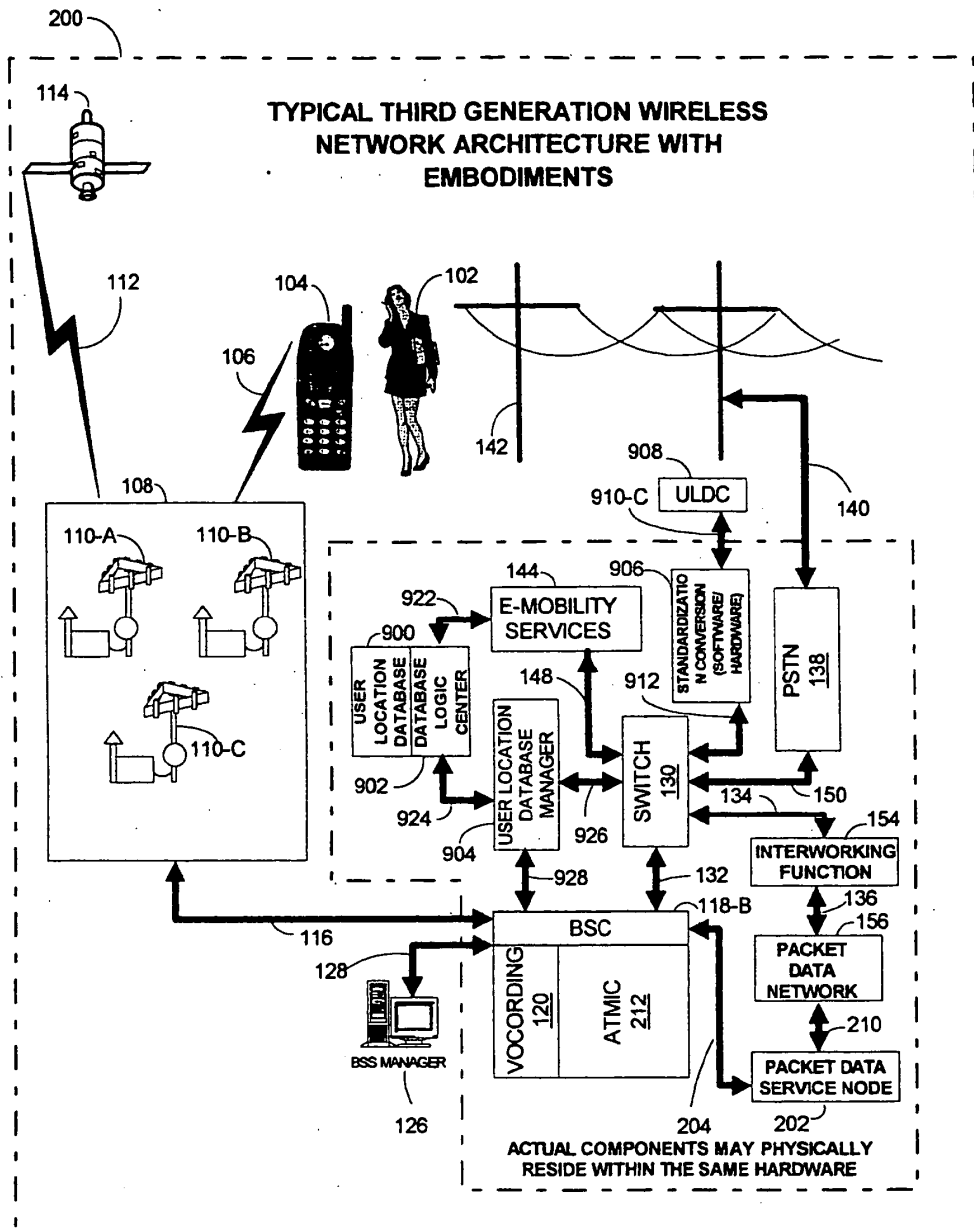 200
114
TYPICAL THIRD GENERATION WIRELESS
NETWORK ARCHITECTURE WITH
EMBODIMENTS
112
104
102
106
142
908
ULDC
910-C
140
108
110-A
110-B
110-C
906
STANDARDIZATIO
N CONVERSION
(SOFTWARE/
HARDWARE)
144
E-MOBILITY
SERVICES
922
900
USER
LOCATION
DATABASE
DATABASE
LOGIC
CENTER
902
148
912
PSTN
138
924
USER LOCATION
DATABASE
MANAGER
904
926
SWITCH
130
150
134
154
INTERWORKING
FUNCTION
928
132
118-B
136
156
116
BSC
128
VOCORDING
120
ATMIC
212
PACKET
DATA
NETWORK
210
BSS MANAGER
126
204
PACKET DATA
SERVICE NODE
202
ACTUAL COMPONENTS MAY PHYSICALLY
RESIDE WITHIN THE SAME HARDWARE